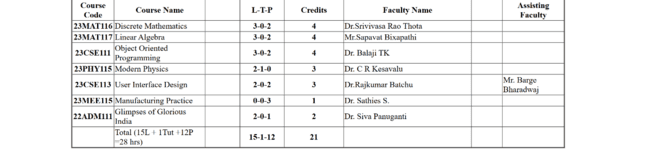 Course Code Course Name L-T-P Credits Faculty Name Assisting Faculty
23MAT116 Discrete Mathematics 3-0-2 4 Dr.Srivivasa Rao Thota
23MAT117 Linear Algebra 3-0-2 4 Mr.Sapavat Bixapathi
23CSE111 Object Oriented Programming 3-0-2 4 Dr. Balaji TK
23PHY115 Modern Physics 2-1-0 3 Dr. C R Kesavalu
23CSE113 User Interface Design 2-0-2 3 Dr.Rajkumar Batchu Mr. Barge Bharadwaj
23MEE115 Manufacturing Practice 0-0-3 1 Dr. Sathies S.
22ADM111 Glimpses of Glorious India 2-0-1 2 Dr. Siva Panuganti
Total (15L + 1Tut +12P =28 hrs) 15-1-12 21